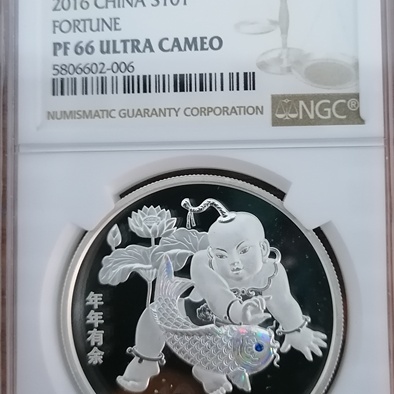 2016 CHINA S10Y
FORTUNE
PF 66 ULTRA CAMEO
5806602-006
NUMISMATIC GUARANTY CORPORATION
NGC®
年年有余